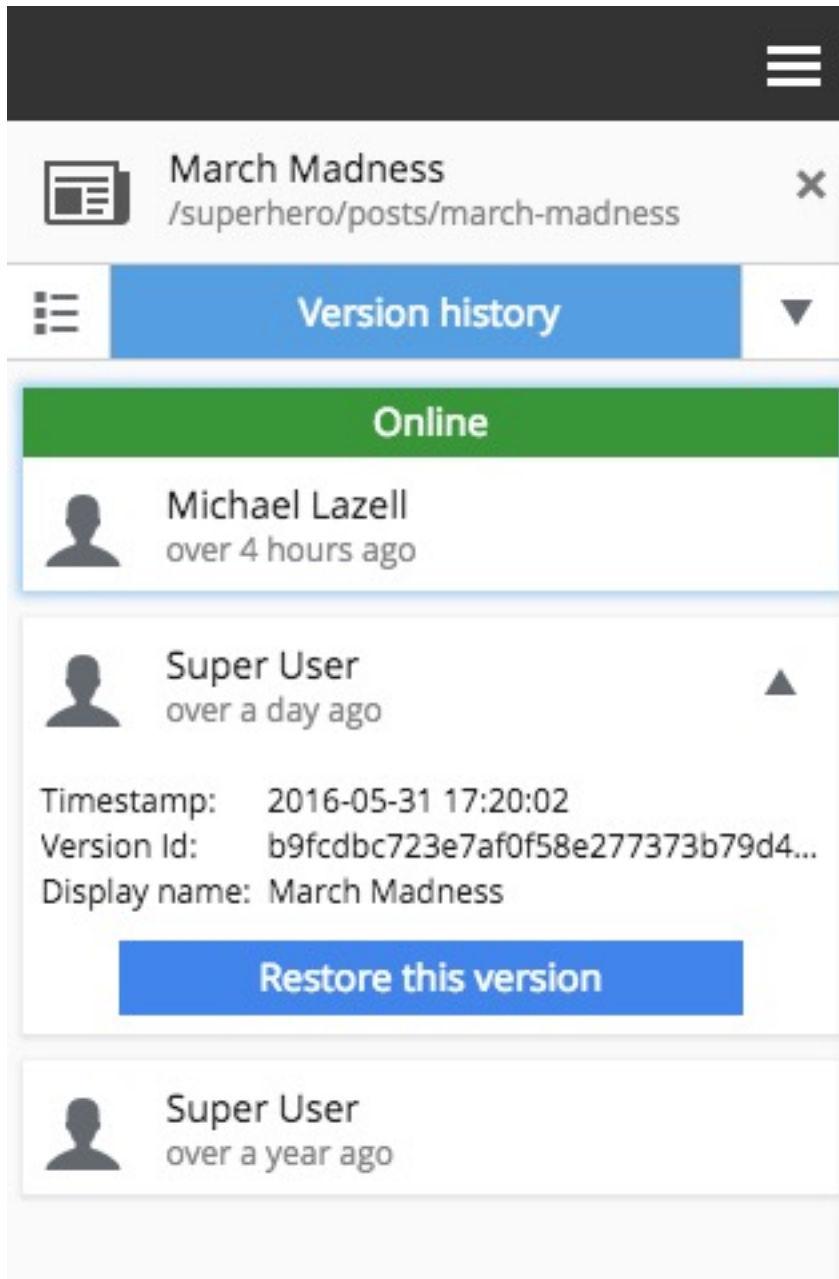 March Madness
/superhero/posts/march-madness
Version history
Online
Michael Lazell
over 4 hours ago
Super User
over a day ago
Timestamp: 2016-05-31 17:20:02
Version Id: b9fcdbc723e7af0f58e277373b79d4...
Display name: March Madness
Restore this version
Super User
over a year ago